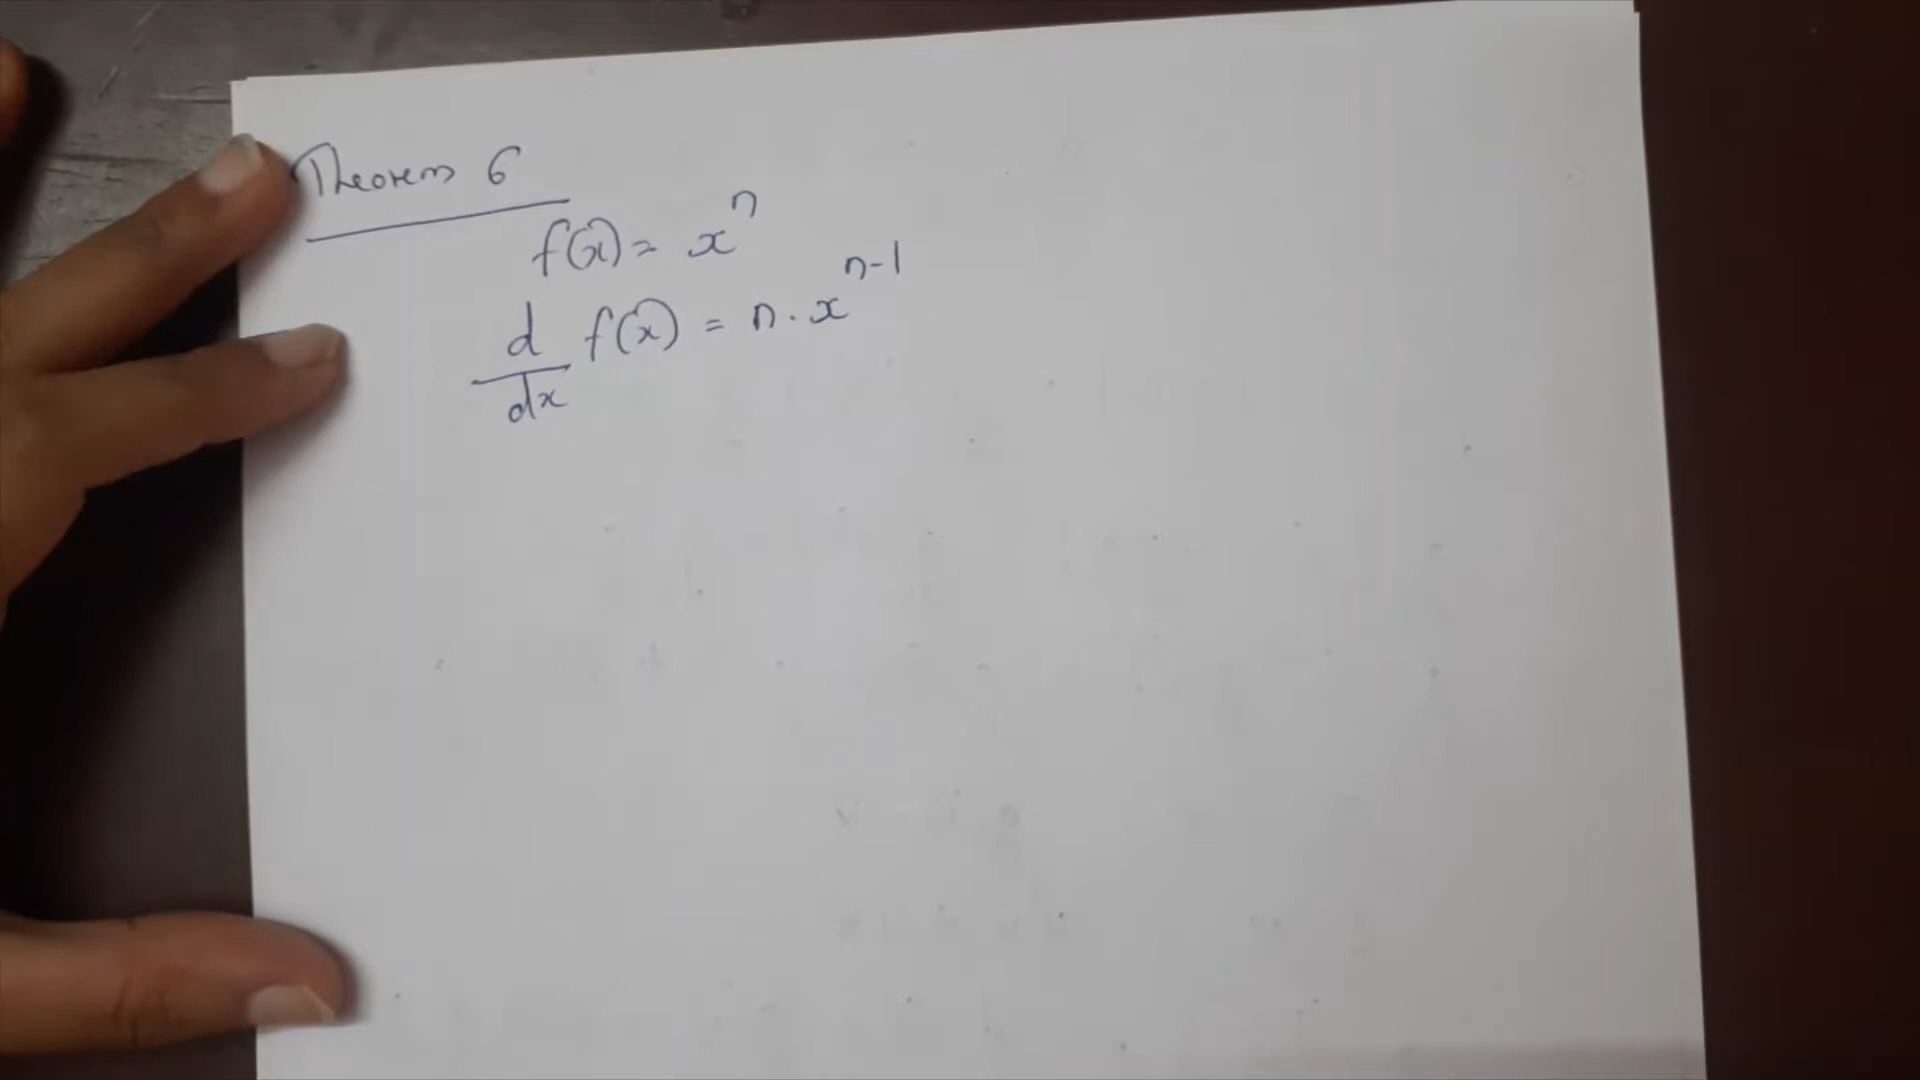 Theorem 6
f(x) = x^n
d/dx f(x) = n . x^n-1